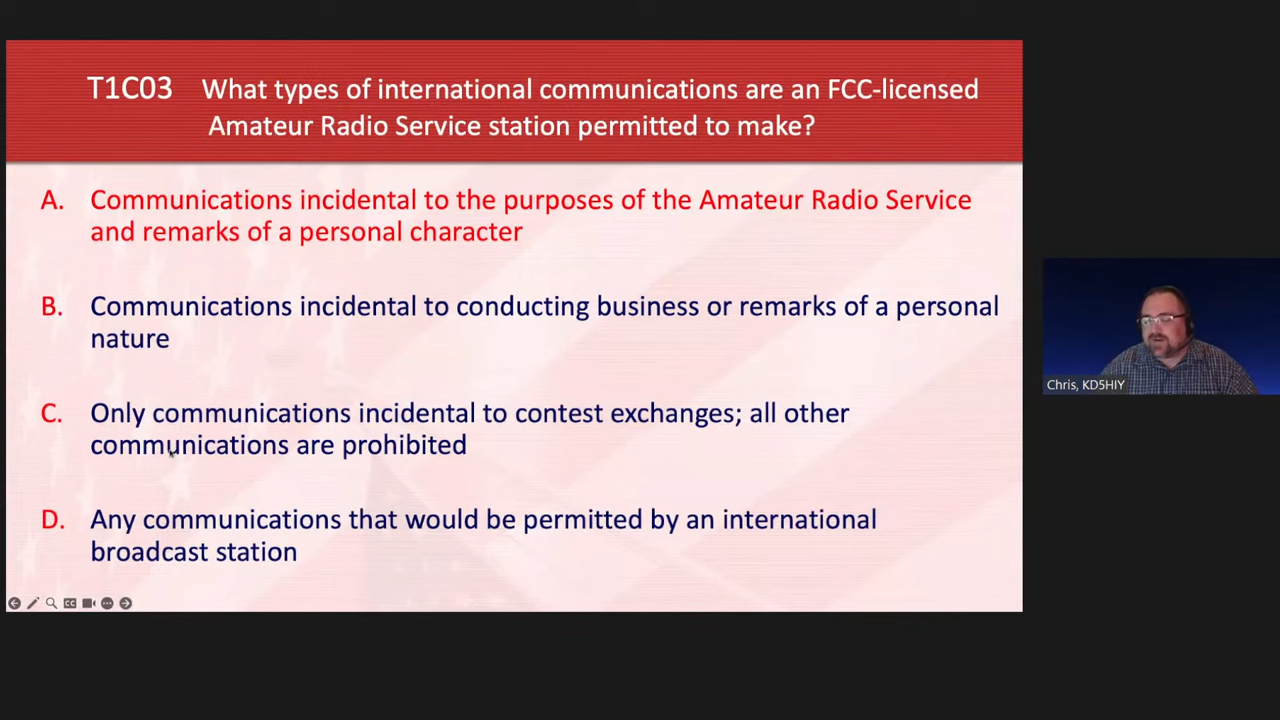 T1C03 What types of international communications are an FCC-licensed
Amateur Radio Service station permitted to make?
A. Communications incidental to the purposes of the Amateur Radio Service
and remarks of a personal character
B. Communications incidental to conducting business or remarks of a personal
nature
C. Only communications incidental to contest exchanges; all other
communications are prohibited
D. Any communications that would be permitted by an international
broadcast station
Chris, KD5HIY
CC